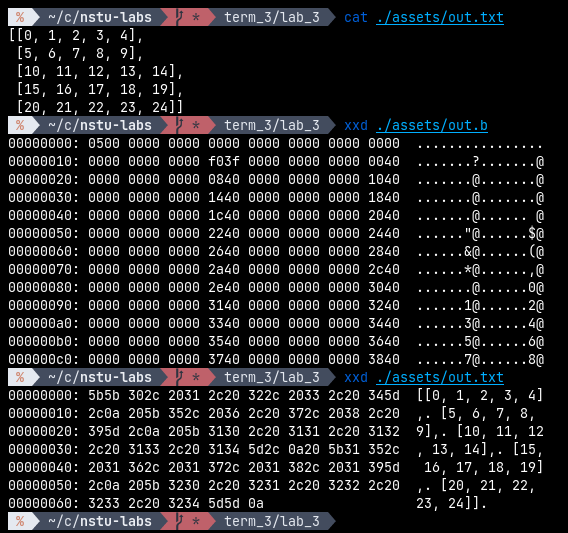 % ~/c/nstu-labs * term_3/lab_3 cat ./assets/out.txt
[[0, 1, 2, 3, 4],
 [5, 6, 7, 8, 9],
 [10, 11, 12, 13, 14],
 [15, 16, 17, 18, 19],
 [20, 21, 22, 23, 24]]
% ~/c/nstu-labs * term_3/lab_3 xxd ./assets/out.b
00000000: 0500 0000 0000 0000 0000 0000 0000 0000  ................
00000010: 0000 0000 0000 f03f 0000 0000 0000 0040  .......?.......@
00000020: 0000 0000 0000 0840 0000 0000 0000 1040  .......@.......@
00000030: 0000 0000 0000 1440 0000 0000 0000 1840  .......@.......@
00000040: 0000 0000 0000 1c40 0000 0000 0000 2040  .......@...... @
00000050: 0000 0000 0000 2240 0000 0000 0000 2440  ......"@......$@
00000060: 0000 0000 0000 2640 0000 0000 0000 2840  ......&@......(@
00000070: 0000 0000 0000 2a40 0000 0000 0000 2c40  ......*@......,@
00000080: 0000 0000 0000 2e40 0000 0000 0000 3040  .......@......0@
00000090: 0000 0000 0000 3140 0000 0000 0000 3240  ......1@......2@
000000a0: 0000 0000 0000 3340 0000 0000 0000 3440  ......3@......4@
000000b0: 0000 0000 0000 3540 0000 0000 0000 3640  ......5@......6@
000000c0: 0000 0000 0000 3740 0000 0000 0000 3840  ......7@......8@
% ~/c/nstu-labs * term_3/lab_3 xxd ./assets/out.txt
00000000: 5b5b 302c 2031 2c20 322c 2033 2c20 345d  [[0, 1, 2, 3, 4]
00000010: 2c0a 205b 352c 2036 2c20 372c 2038 2c20  ,. [5, 6, 7, 8, 
00000020: 395d 2c0a 205b 3130 2c20 3131 2c20 3132  9],. [10, 11, 12
00000030: 2c20 3133 2c20 3134 5d2c 0a20 5b31 352c  , 13, 14],. [15,
00000040: 2031 362c 2031 372c 2031 382c 2031 395d   16, 17, 18, 19]
00000050: 2c0a 205b 3230 2c20 3231 2c20 3232 2c20  ,. [20, 21, 22, 
00000060: 3233 2c20 3234 5d5d 0a                   23, 24]].
% ~/c/nstu-labs * term_3/lab_3